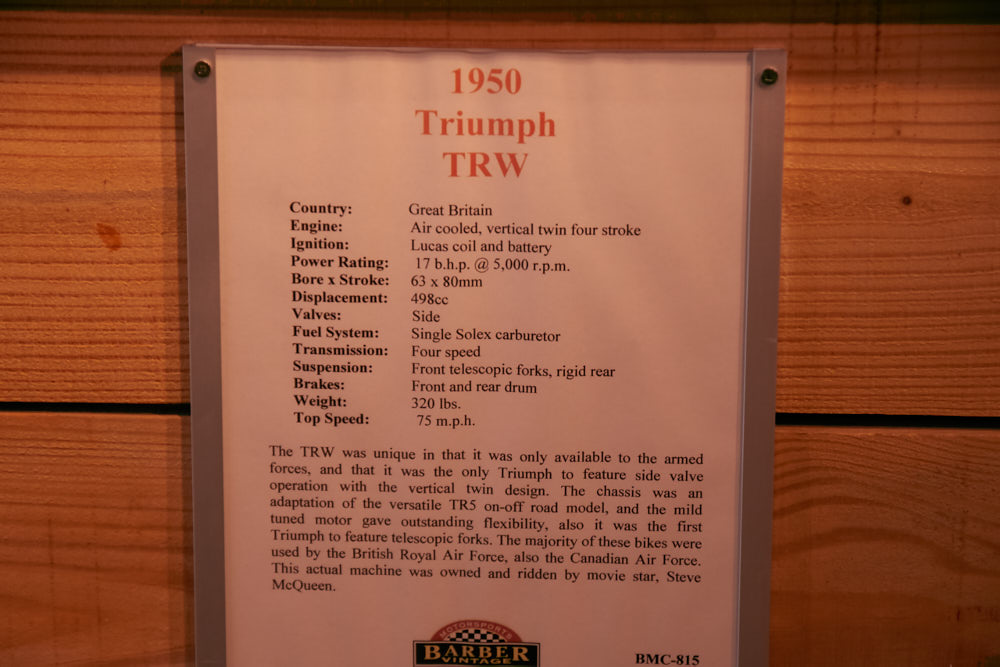 1950
Triumph
TRW
Country: Great Britain
Engine: Air cooled, vertical twin four stroke
Ignition: Lucas coil and battery
Power Rating: 17 b.h.p. @ 5,000 r.p.m.
Bore x Stroke: 63 x 80mm
Displacement: 498cc
Valves: Side
Fuel System: Single Solex carburetor
Transmission: Four speed
Suspension: Front telescopic forks, rigid rear
Brakes: Front and rear drum
Weight: 320 lbs.
Top Speed: 75 m.p.h.
The TRW was unique in that it was only available to the armed
forces, and that it was the only Triumph to feature side valve
operation with the vertical twin design. The chassis was an
adaptation of the versatile TR5 on-off road model, and the mild
tuned motor gave outstanding flexibility, also it was the first
Triumph to feature telescopic forks. The majority of these bikes were
used by the British Royal Air Force, also the Canadian Air Force.
This actual machine was owned and ridden by movie star, Steve
McQueen.
MOTORSPORTS
BARBER
VINTAGE
BMC-815